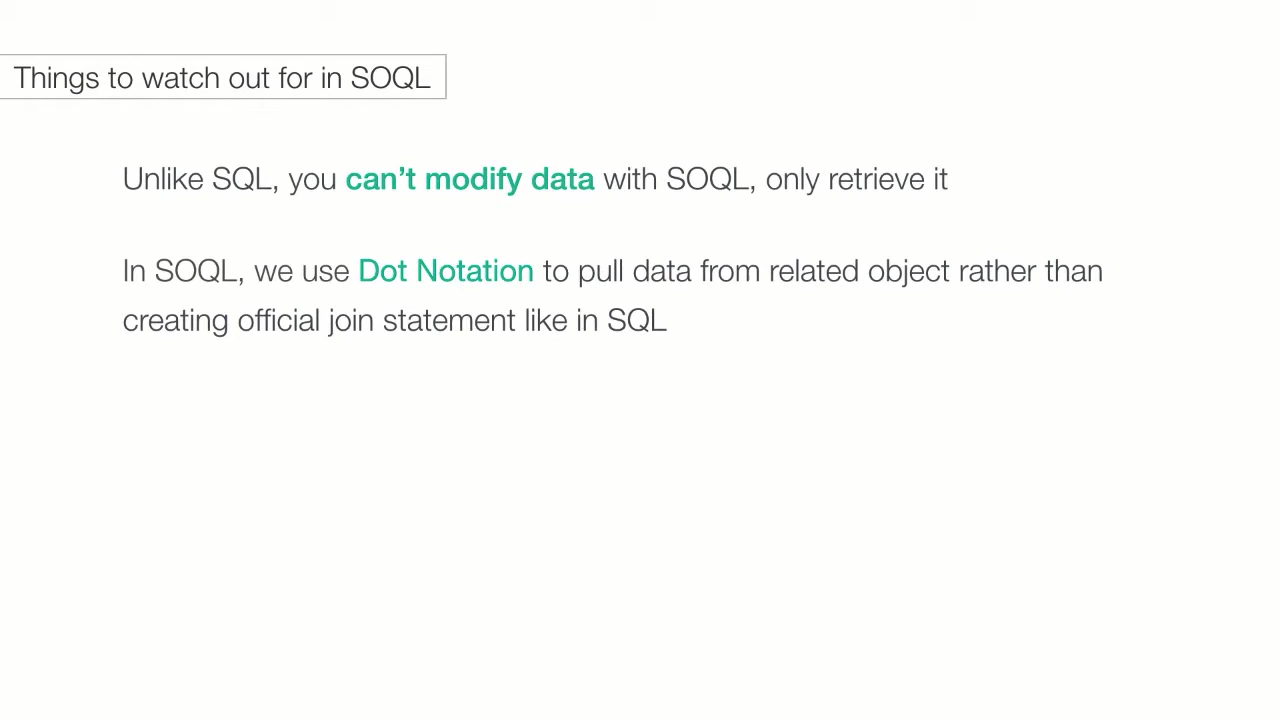 Things to watch out for in SOQL
Unlike SQL, you can’t modify data with SOQL, only retrieve it
In SOQL, we use Dot Notation to pull data from related object rather than
creating official join statement like in SQL